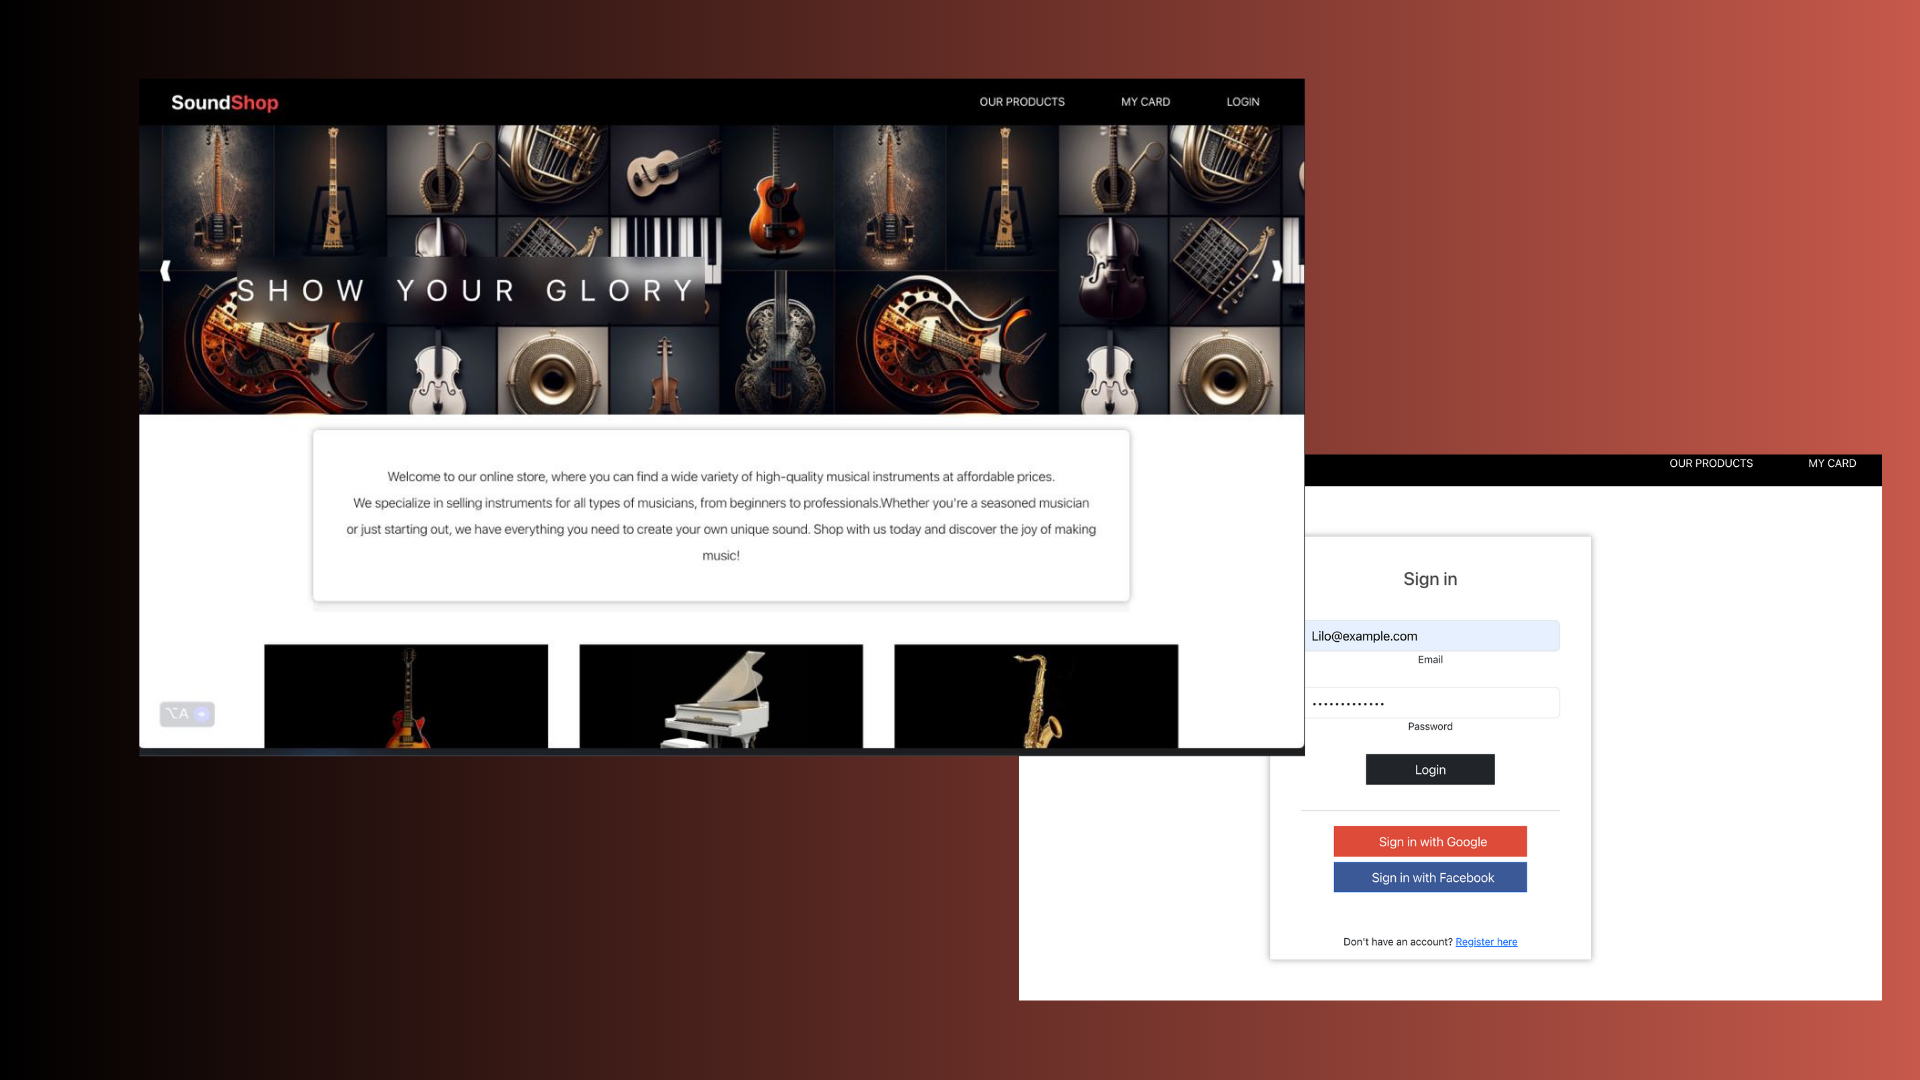 SoundShop
OUR PRODUCTS
MY CARD
LOGIN
SHOW YOUR GLORY
Welcome to our online store, where you can find a wide variety of high-quality musical instruments at affordable prices.
We specialize in selling instruments for all types of musicians, from beginners to professionals.Whether you're a seasoned musician
or just starting out, we have everything you need to create your own unique sound. Shop with us today and discover the joy of making
music!
⌥A
OUR PRODUCTS
MY CARD
Sign in
Lilo@example.com
Email
•••••••••••••
Password
Login
Sign in with Google
Sign in with Facebook
Don't have an account? Register here